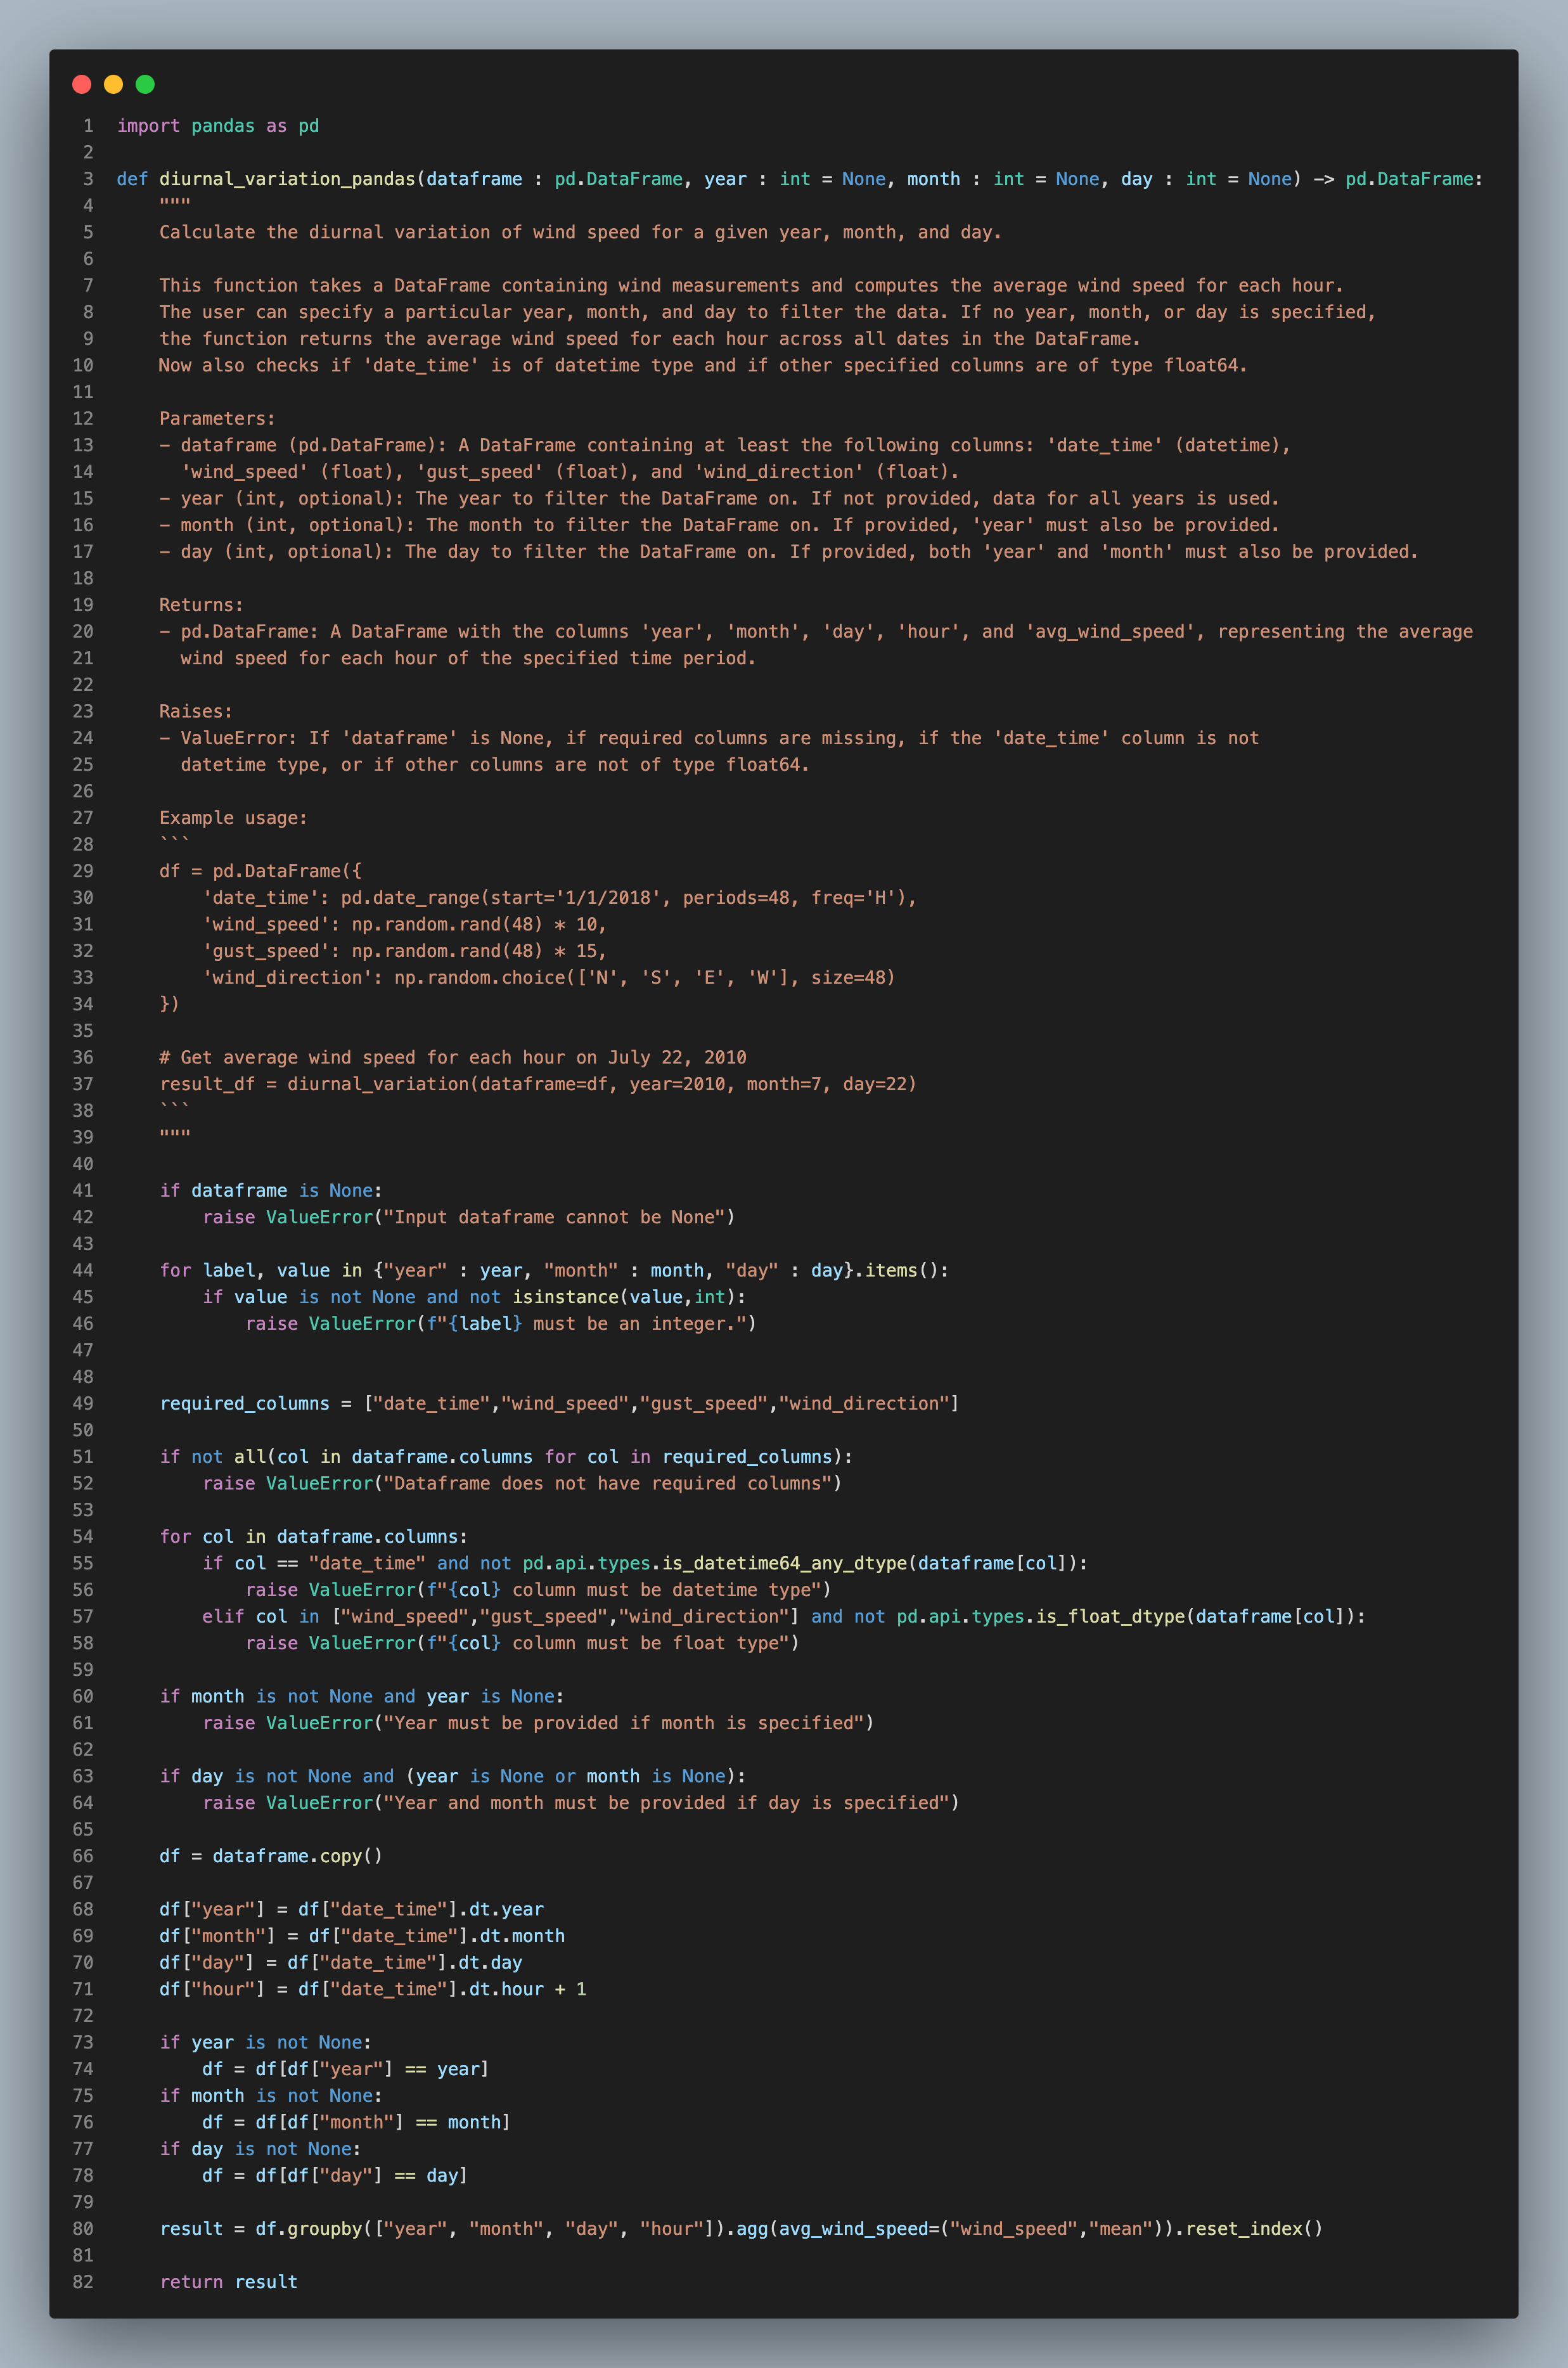 1 import pandas as pd
2
3 def diurnal_variation_pandas(dataframe : pd.DataFrame, year : int = None, month : int = None, day : int = None) -> pd.DataFrame:
4     """
5     Calculate the diurnal variation of wind speed for a given year, month, and day.
6
7     This function takes a DataFrame containing wind measurements and computes the average wind speed for each hour.
8     The user can specify a particular year, month, and day to filter the data. If no year, month, or day is specified,
9     the function returns the average wind speed for each hour across all dates in the DataFrame.
10     Now also checks if 'date_time' is of datetime type and if other specified columns are of type float64.
11
12     Parameters:
13     - dataframe (pd.DataFrame): A DataFrame containing at least the following columns: 'date_time' (datetime),
14       'wind_speed' (float), 'gust_speed' (float), and 'wind_direction' (float).
15     - year (int, optional): The year to filter the DataFrame on. If not provided, data for all years is used.
16     - month (int, optional): The month to filter the DataFrame on. If provided, 'year' must also be provided.
17     - day (int, optional): The day to filter the DataFrame on. If provided, both 'year' and 'month' must also be provided.
18
19     Returns:
20     - pd.DataFrame: A DataFrame with the columns 'year', 'month', 'day', 'hour', and 'avg_wind_speed', representing the average
21       wind speed for each hour of the specified time period.
22
23     Raises:
24     - ValueError: If 'dataframe' is None, if required columns are missing, if the 'date_time' column is not
25       datetime type, or if other columns are not of type float64.
26
27     Example usage:
28     ```
29     df = pd.DataFrame({
30         'date_time': pd.date_range(start='1/1/2018', periods=48, freq='H'),
31         'wind_speed': np.random.rand(48) * 10,
32         'gust_speed': np.random.rand(48) * 15,
33         'wind_direction': np.random.choice(['N', 'S', 'E', 'W'], size=48)
34     })
35
36     # Get average wind speed for each hour on July 22, 2010
37     result_df = diurnal_variation(dataframe=df, year=2010, month=7, day=22)
38     ```
39     """
40
41     if dataframe is None:
42         raise ValueError("Input dataframe cannot be None")
43
44     for label, value in {"year" : year, "month" : month, "day" : day}.items():
45         if value is not None and not isinstance(value,int):
46             raise ValueError(f"{label} must be an integer.")
47
48
49     required_columns = ["date_time","wind_speed","gust_speed","wind_direction"]
50
51     if not all(col in dataframe.columns for col in required_columns):
52         raise ValueError("Dataframe does not have required columns")
53
54     for col in dataframe.columns:
55         if col == "date_time" and not pd.api.types.is_datetime64_any_dtype(dataframe[col]):
56             raise ValueError(f"{col} column must be datetime type")
57         elif col in ["wind_speed","gust_speed","wind_direction"] and not pd.api.types.is_float_dtype(dataframe[col]):
58             raise ValueError(f"{col} column must be float type")
59
60     if month is not None and year is None:
61         raise ValueError("Year must be provided if month is specified")
62
63     if day is not None and (year is None or month is None):
64         raise ValueError("Year and month must be provided if day is specified")
65
66     df = dataframe.copy()
67
68     df["year"] = df["date_time"].dt.year
69     df["month"] = df["date_time"].dt.month
70     df["day"] = df["date_time"].dt.day
71     df["hour"] = df["date_time"].dt.hour + 1
72
73     if year is not None:
74         df = df[df["year"] == year]
75     if month is not None:
76         df = df[df["month"] == month]
77     if day is not None:
78         df = df[df["day"] == day]
79
80     result = df.groupby(["year", "month", "day", "hour"]).agg(avg_wind_speed=("wind_speed","mean")).reset_index()
81
82     return result